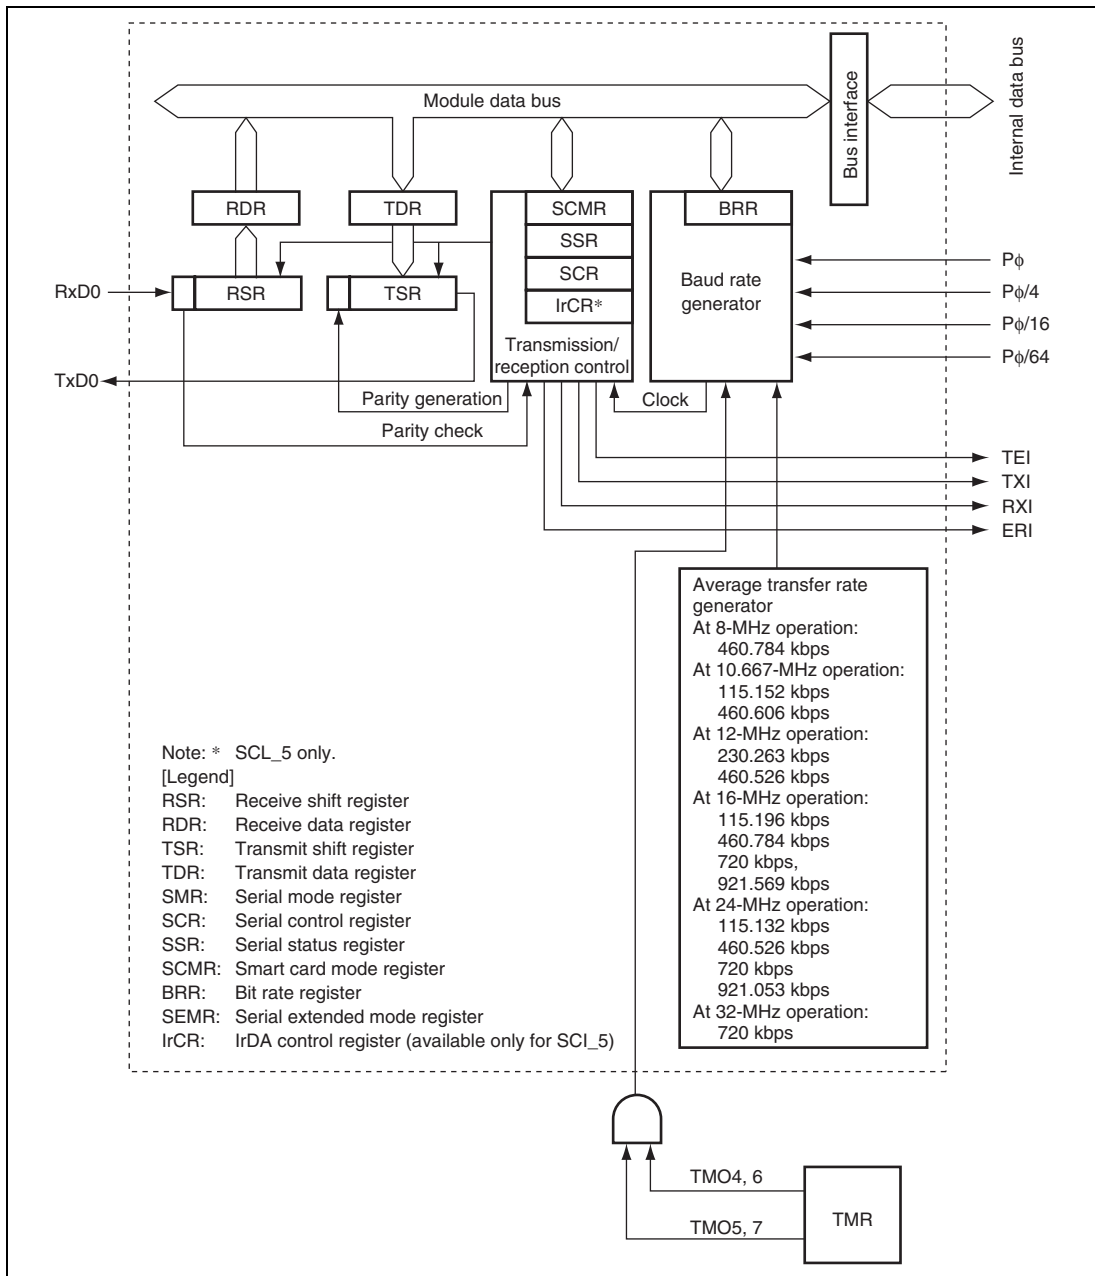 Module data bus
Bus interface
Internal data bus
RDR
TDR
SCMR
BRR
SSR
SCR
IrCR*
RxD0
RSR
TSR
Baud rate
generator
Pϕ
Pϕ/4
Pϕ/16
Pϕ/64
Transmission/
reception control
TxD0
Parity generation
Clock
Parity check
TEI
TXI
RXI
ERI
Average transfer rate
generator
At 8-MHz operation:
460.784 kbps
At 10.667-MHz operation:
115.152 kbps
460.606 kbps
At 12-MHz operation:
230.263 kbps
460.526 kbps
At 16-MHz operation:
115.196 kbps
460.784 kbps
720 kbps,
921.569 kbps
At 24-MHz operation:
115.132 kbps
460.526 kbps
720 kbps
921.053 kbps
At 32-MHz operation:
720 kbps
Note: * SCL_5 only.
[Legend]
RSR: Receive shift register
RDR: Receive data register
TSR: Transmit shift register
TDR: Transmit data register
SMR: Serial mode register
SCR: Serial control register
SSR: Serial status register
SCMR: Smart card mode register
BRR: Bit rate register
SEMR: Serial extended mode register
IrCR: IrDA control register (available only for SCI_5)
TMO4, 6
TMO5, 7
TMR